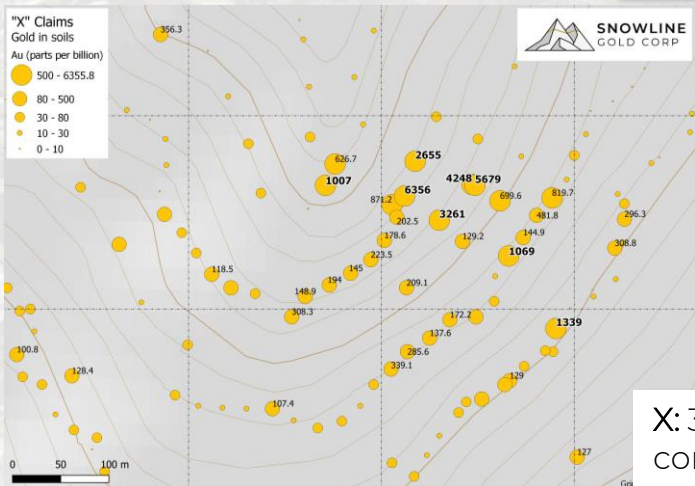 "X" Claims
Gold in soils
Au (parts per billion)
500 - 6355.8
80 - 500
30 - 80
10 - 30
0 - 10
SNOWLINE
GOLD CORP
356.3
626.7
2655
1007
4248 5679
6356
871.2
699.6
819.7
202.5
3261
481.8
296.3
178.6
129.2
144.9
308.8
223.5
1069
118.5
145
194
209.1
148.9
308.3
172.2
1339
137.6
100.8
285.6
128.4
339.1
129
107.4
127
0 50 100 m
X: 3